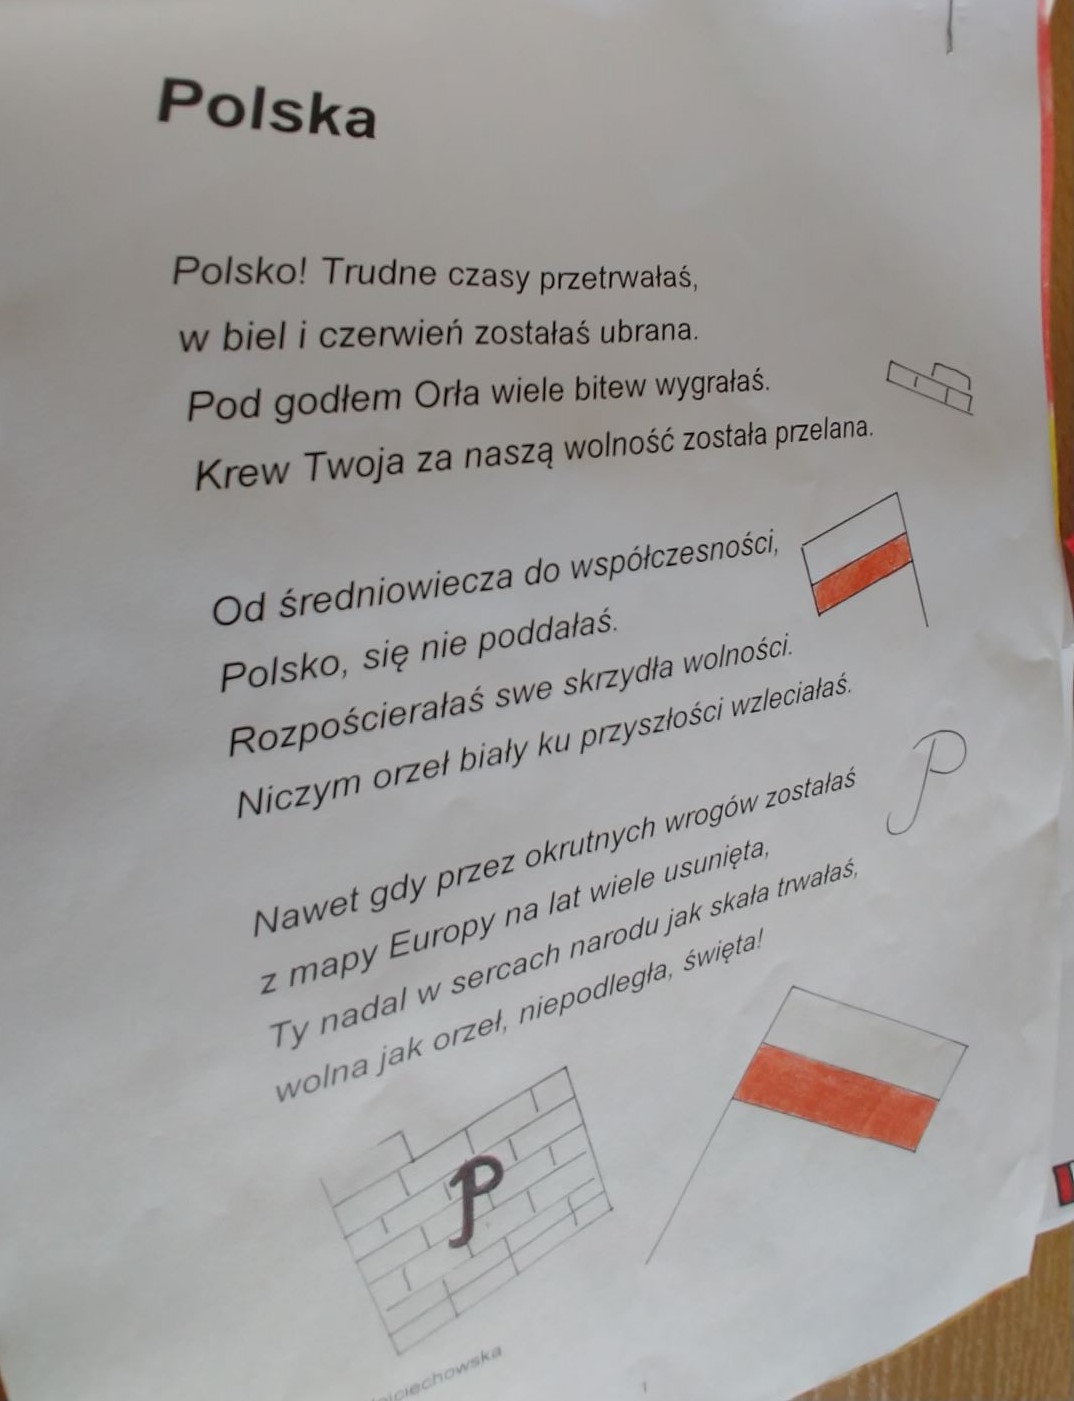 Polska
Polsko! Trudne czasy przetrwałaś,
w biel i czerwień zostałaś ubrana.
Pod godłem Orła wiele bitew wygrałaś.
Krew Twoja za naszą wolność została przelana.
Od średniowiecza do współczesności,
Polsko, się nie poddałaś.
Rozpościerałaś swe skrzydła wolności.
Niczym orzeł biały ku przyszłości wzleciałaś.
Nawet gdy przez okrutnych wrogów zostałaś
z mapy Europy na lat wiele usunięta,
Ty nadal w sercach narodu jak skała trwałaś,
wolna jak orzeł, niepodległa, święta!
P
P
1